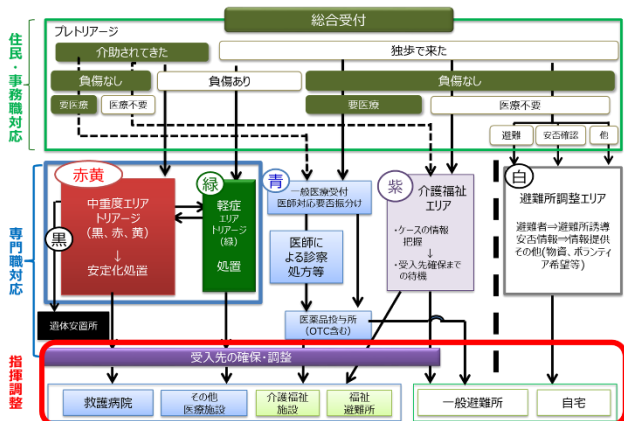 総合受付
住民・事務職対応
プレトリアージ
介助されてきた
独歩で来た
負傷なし
負傷あり
負傷なし
要医療
医療不要
要医療
医療不要
避難
安否確認
他
専門職対応
赤黄
中重度エリア
トリアージ
(黒、赤、黄)
↓
安定化処置
黒
遺体安置所
緑
軽症
エリア
トリアージ
(緑)
処置
青
一般医療受付
医師対応要否振分け
医師に
よる診察
処方等
医薬品投与所
(OTC含む)
紫
介護福祉
エリア
・ケースの情報
把握
↓
・受入先確保まで
の待機
白
避難所調整エリア
避難者⇒避難所誘導
安否情報⇒情報提供
その他(物資、ボランテ
ィア希望等)
指揮調整
受入先の確保・調整
救護病院
その他
医療施設
介護福祉
施設
福祉
避難所
一般避難所
自宅